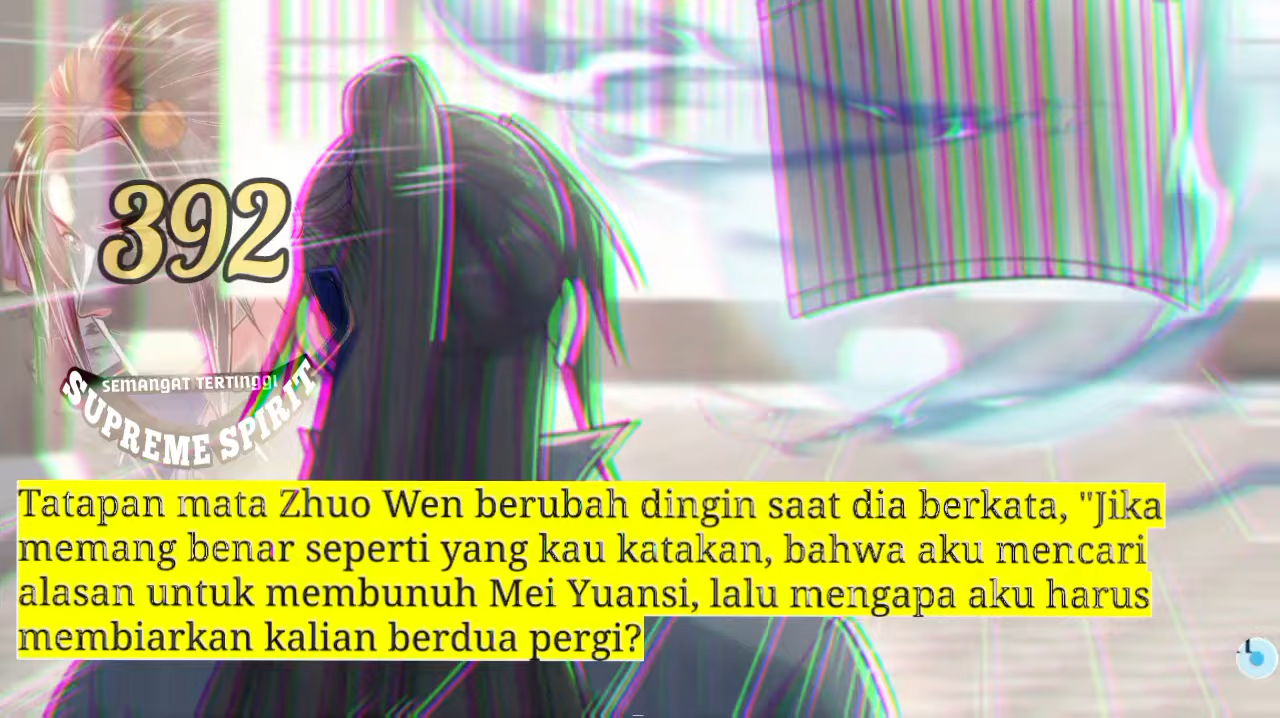 392
SEMANGAT TERTINGGI
SUPREME SPIRIT
Tatapan mata Zhuo Wen berubah dingin saat dia berkata, "Jika
memang benar seperti yang kau katakan, bahwa aku mencari
alasan untuk membunuh Mei Yuansi, lalu mengapa aku harus
membiarkan kalian berdua pergi?